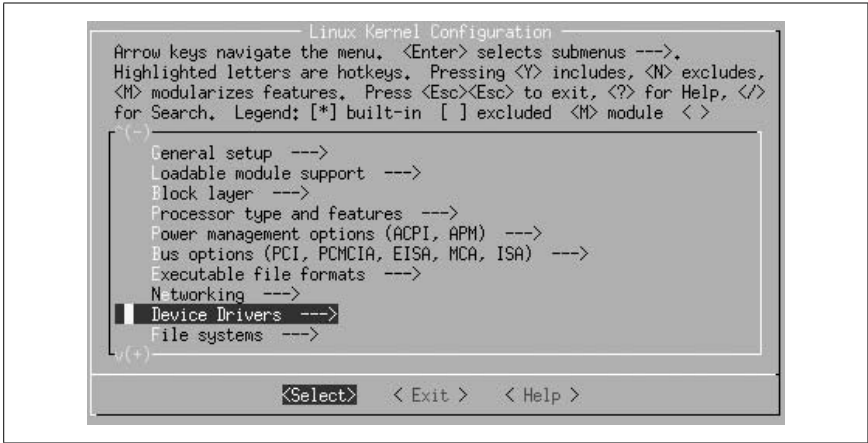 Linux Kernel Configuration
Arrow keys navigate the menu. <Enter> selects submenus --->.
Highlighted letters are hotkeys. Pressing <Y> includes, <N> excludes,
<M> modularizes features. Press <Esc><Esc> to exit, <?> for Help, </>
for Search. Legend: [*] built-in [ ] excluded <M> module < >
^(-)
General setup --->
Loadable module support --->
Block layer --->
Processor type and features --->
Power management options (ACPI, APM) --->
Bus options (PCI, PCMCIA, EISA, MCA, ISA) --->
Executable file formats --->
Networking --->
Device Drivers --->
File systems --->
v(+)
<Select> < Exit > < Help >